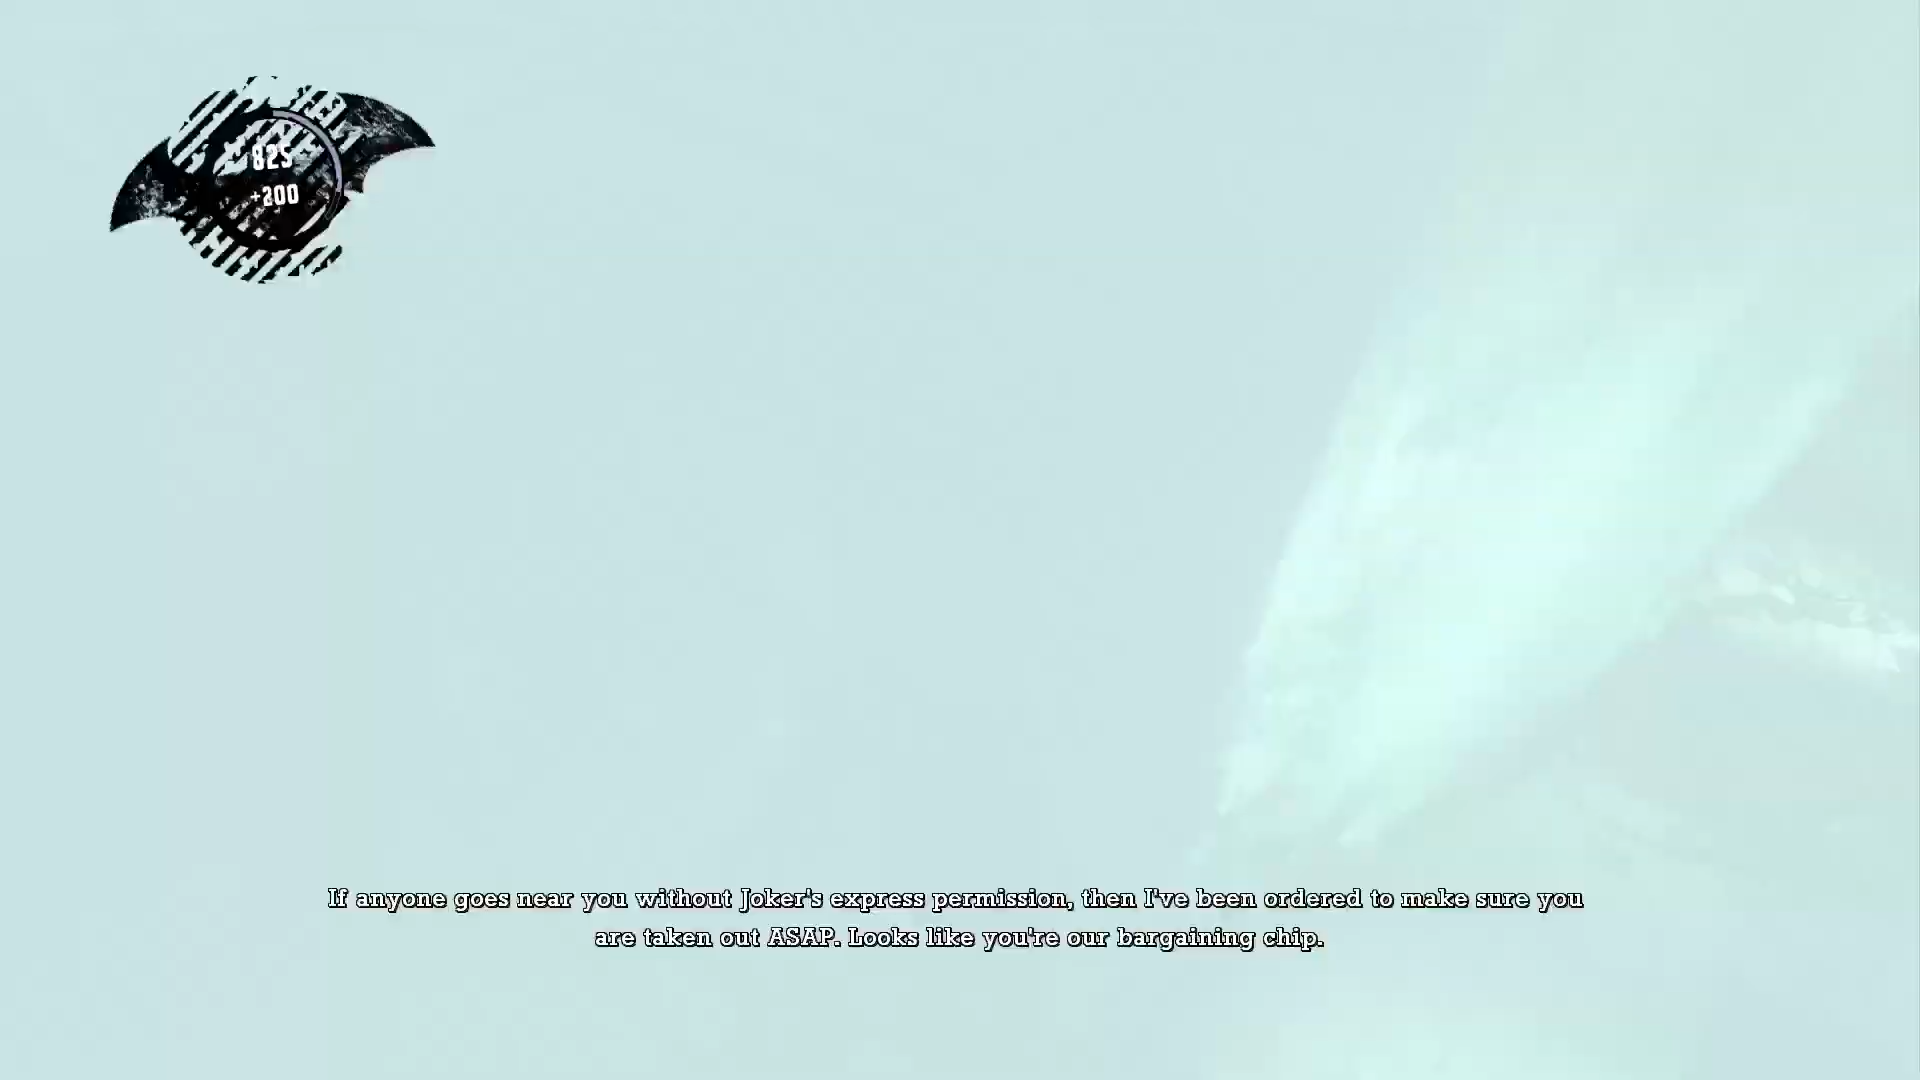 825
+200
If anyone goes near you without Joker's express permission, then I've been ordered to make sure you
are taken out ASAP. Looks like you're our bargaining chip.